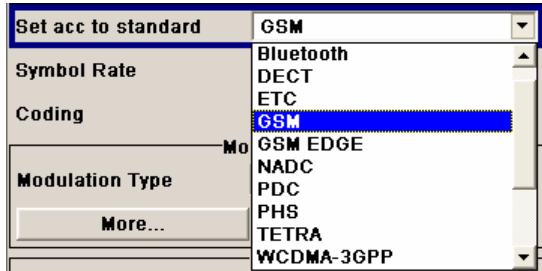 Set acc to standard GSM
Bluetooth
Symbol Rate
DECT
ETC
Coding
GSM
GSM EDGE
Mo
NADC
Modulation Type
PDC
PHS
More...
TETRA
WCDMA-3GPP